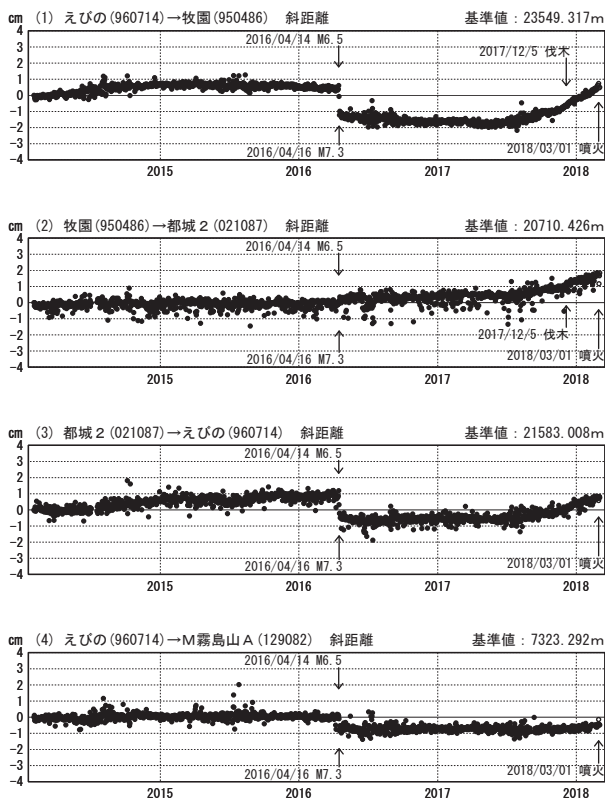 cm (1) えびの(960714)→牧園(950486) 斜距離 基準値：23549.317m
4
3
2
1
0
-1
-2
-3
-4
2016/04/14 M6.5
2017/12/5 伐木
2016/04/16 M7.3
2018/03/01 噴火
2015 2016 2017 2018
cm (2) 牧園(950486)→都城２(021087) 斜距離 基準値：20710.426m
4
3
2
1
0
-1
-2
-3
-4
2016/04/14 M6.5
2017/12/5 伐木
2016/04/16 M7.3
2018/03/01 噴火
2015 2016 2017 2018
cm (3) 都城２(021087)→えびの(960714) 斜距離 基準値：21583.008m
4
3
2
1
0
-1
-2
-3
-4
2016/04/14 M6.5
2016/04/16 M7.3
2018/03/01 噴火
2015 2016 2017 2018
cm (4) えびの(960714)→Ｍ霧島山Ａ(129082) 斜距離 基準値：7323.292m
4
3
2
1
0
-1
-2
-3
-4
2016/04/14 M6.5
2016/04/16 M7.3
2018/03/01 噴火
2015 2016 2017 2018